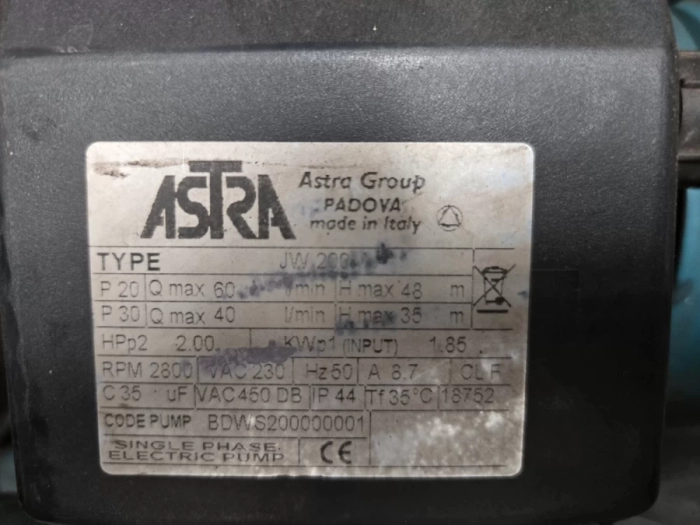 ASTRA
Astra Group
PADOVA
made in Italy
TYPE JW 200
P 20 Q max 60 l/min H max 48 m
P 30 Q max 40 l/min H max 35 m
HPp2 2.00 KWp1 (INPUT) 1.85
RPM 2800 VAC 230 Hz 50 A 8.7 CL F
C 35 uF VAC 450 DB IP 44 Tf 35°C 18752
CODE PUMP BDWS200000001
SINGLE PHASE
ELECTRIC PUMP CE